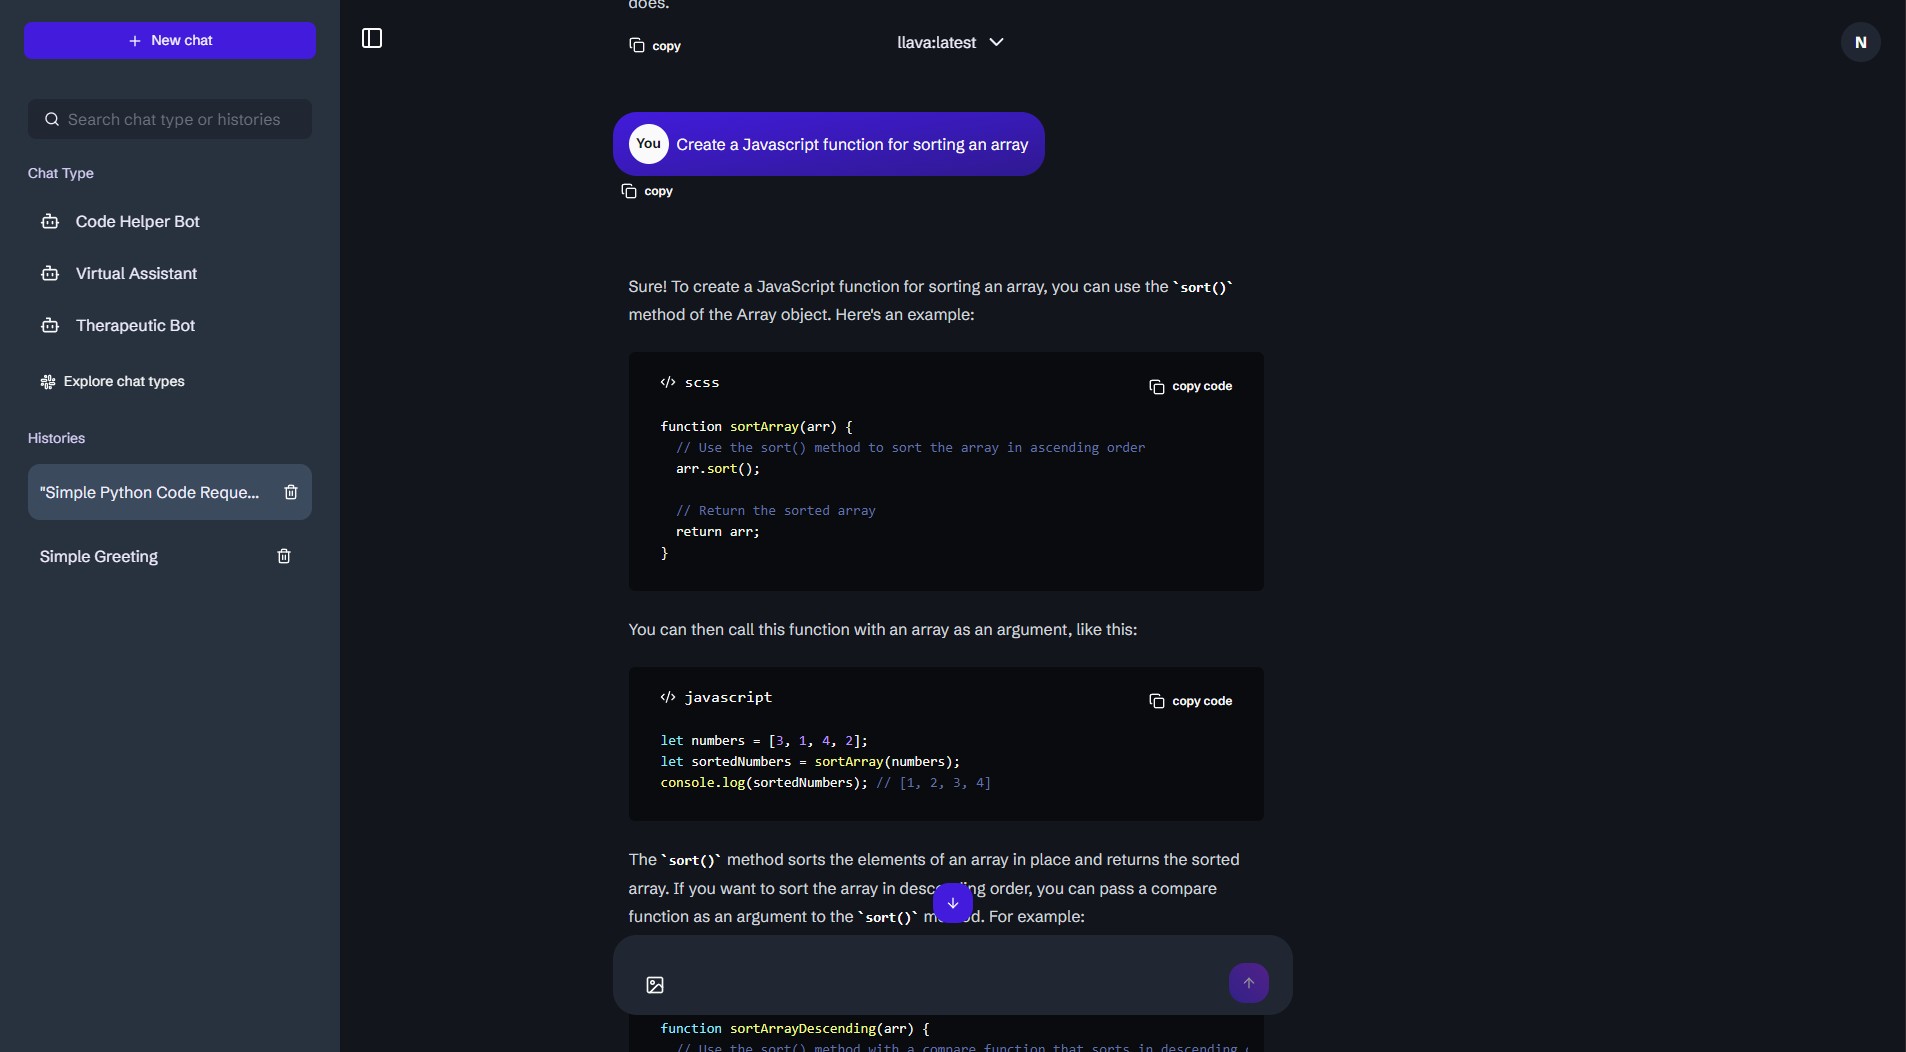 New chat
Search chat type or histories
Chat Type
Code Helper Bot
Virtual Assistant
Therapeutic Bot
Explore chat types
Histories
"Simple Python Code Reque...
Simple Greeting
does.
copy
llava:latest
N
You Create a Javascript function for sorting an array
copy
Sure! To create a JavaScript function for sorting an array, you can use the `sort()`
method of the Array object. Here's an example:
</> scss
copy code
function sortArray(arr) {
  // Use the sort() method to sort the array in ascending order
  arr.sort();

  // Return the sorted array
  return arr;
}
You can then call this function with an array as an argument, like this:
</> javascript
copy code
let numbers = [3, 1, 4, 2];
let sortedNumbers = sortArray(numbers);
console.log(sortedNumbers); // [1, 2, 3, 4]
The `sort()` method sorts the elements of an array in place and returns the sorted
array. If you want to sort the array in descending order, you can pass a compare
function as an argument to the `sort()` method. For example:
function sortArrayDescending(arr) {
  // Use the sort() method with a compare function that sorts in descending